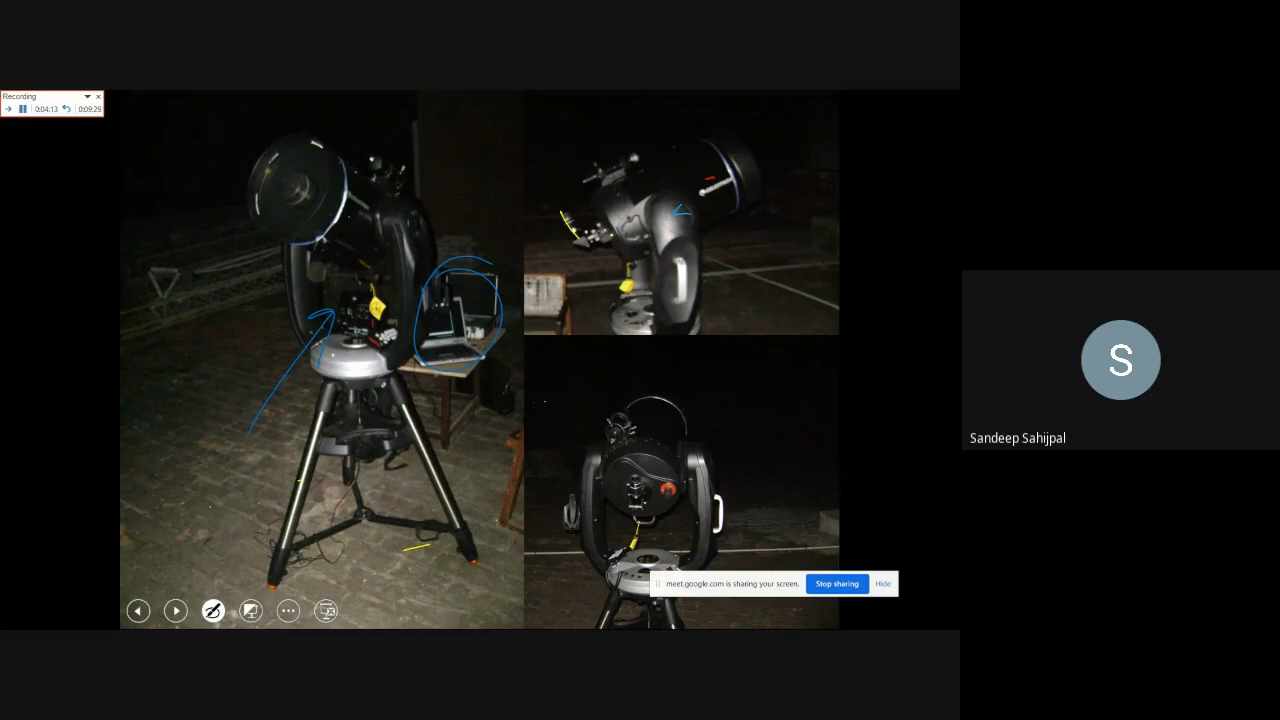 Recording
0:04:13
0:09:29
CELESTRON
meet.google.com is sharing your screen.
Stop sharing
Hide
S
Sandeep Sahijpal